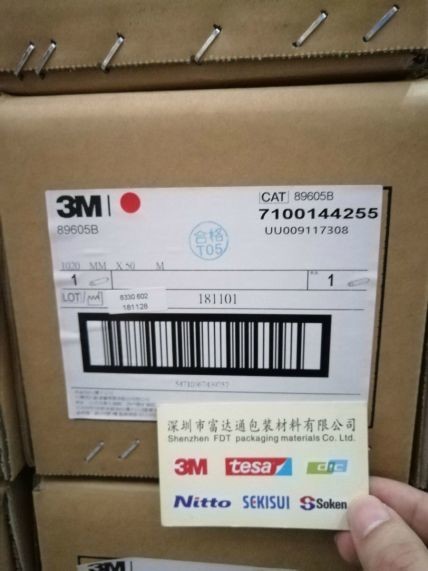 3M
CAT 89605B
89605B
7100144255
UU009117308
合格
T05
1020 MM X 50 M
1
1
LOT
6330 602
181128
181101
深圳市富达通包装材料有限公司
Shenzhen FDT packaging materials Co. Ltd.
3M tesa d-c
Nitto SEKISUI Soken
3M